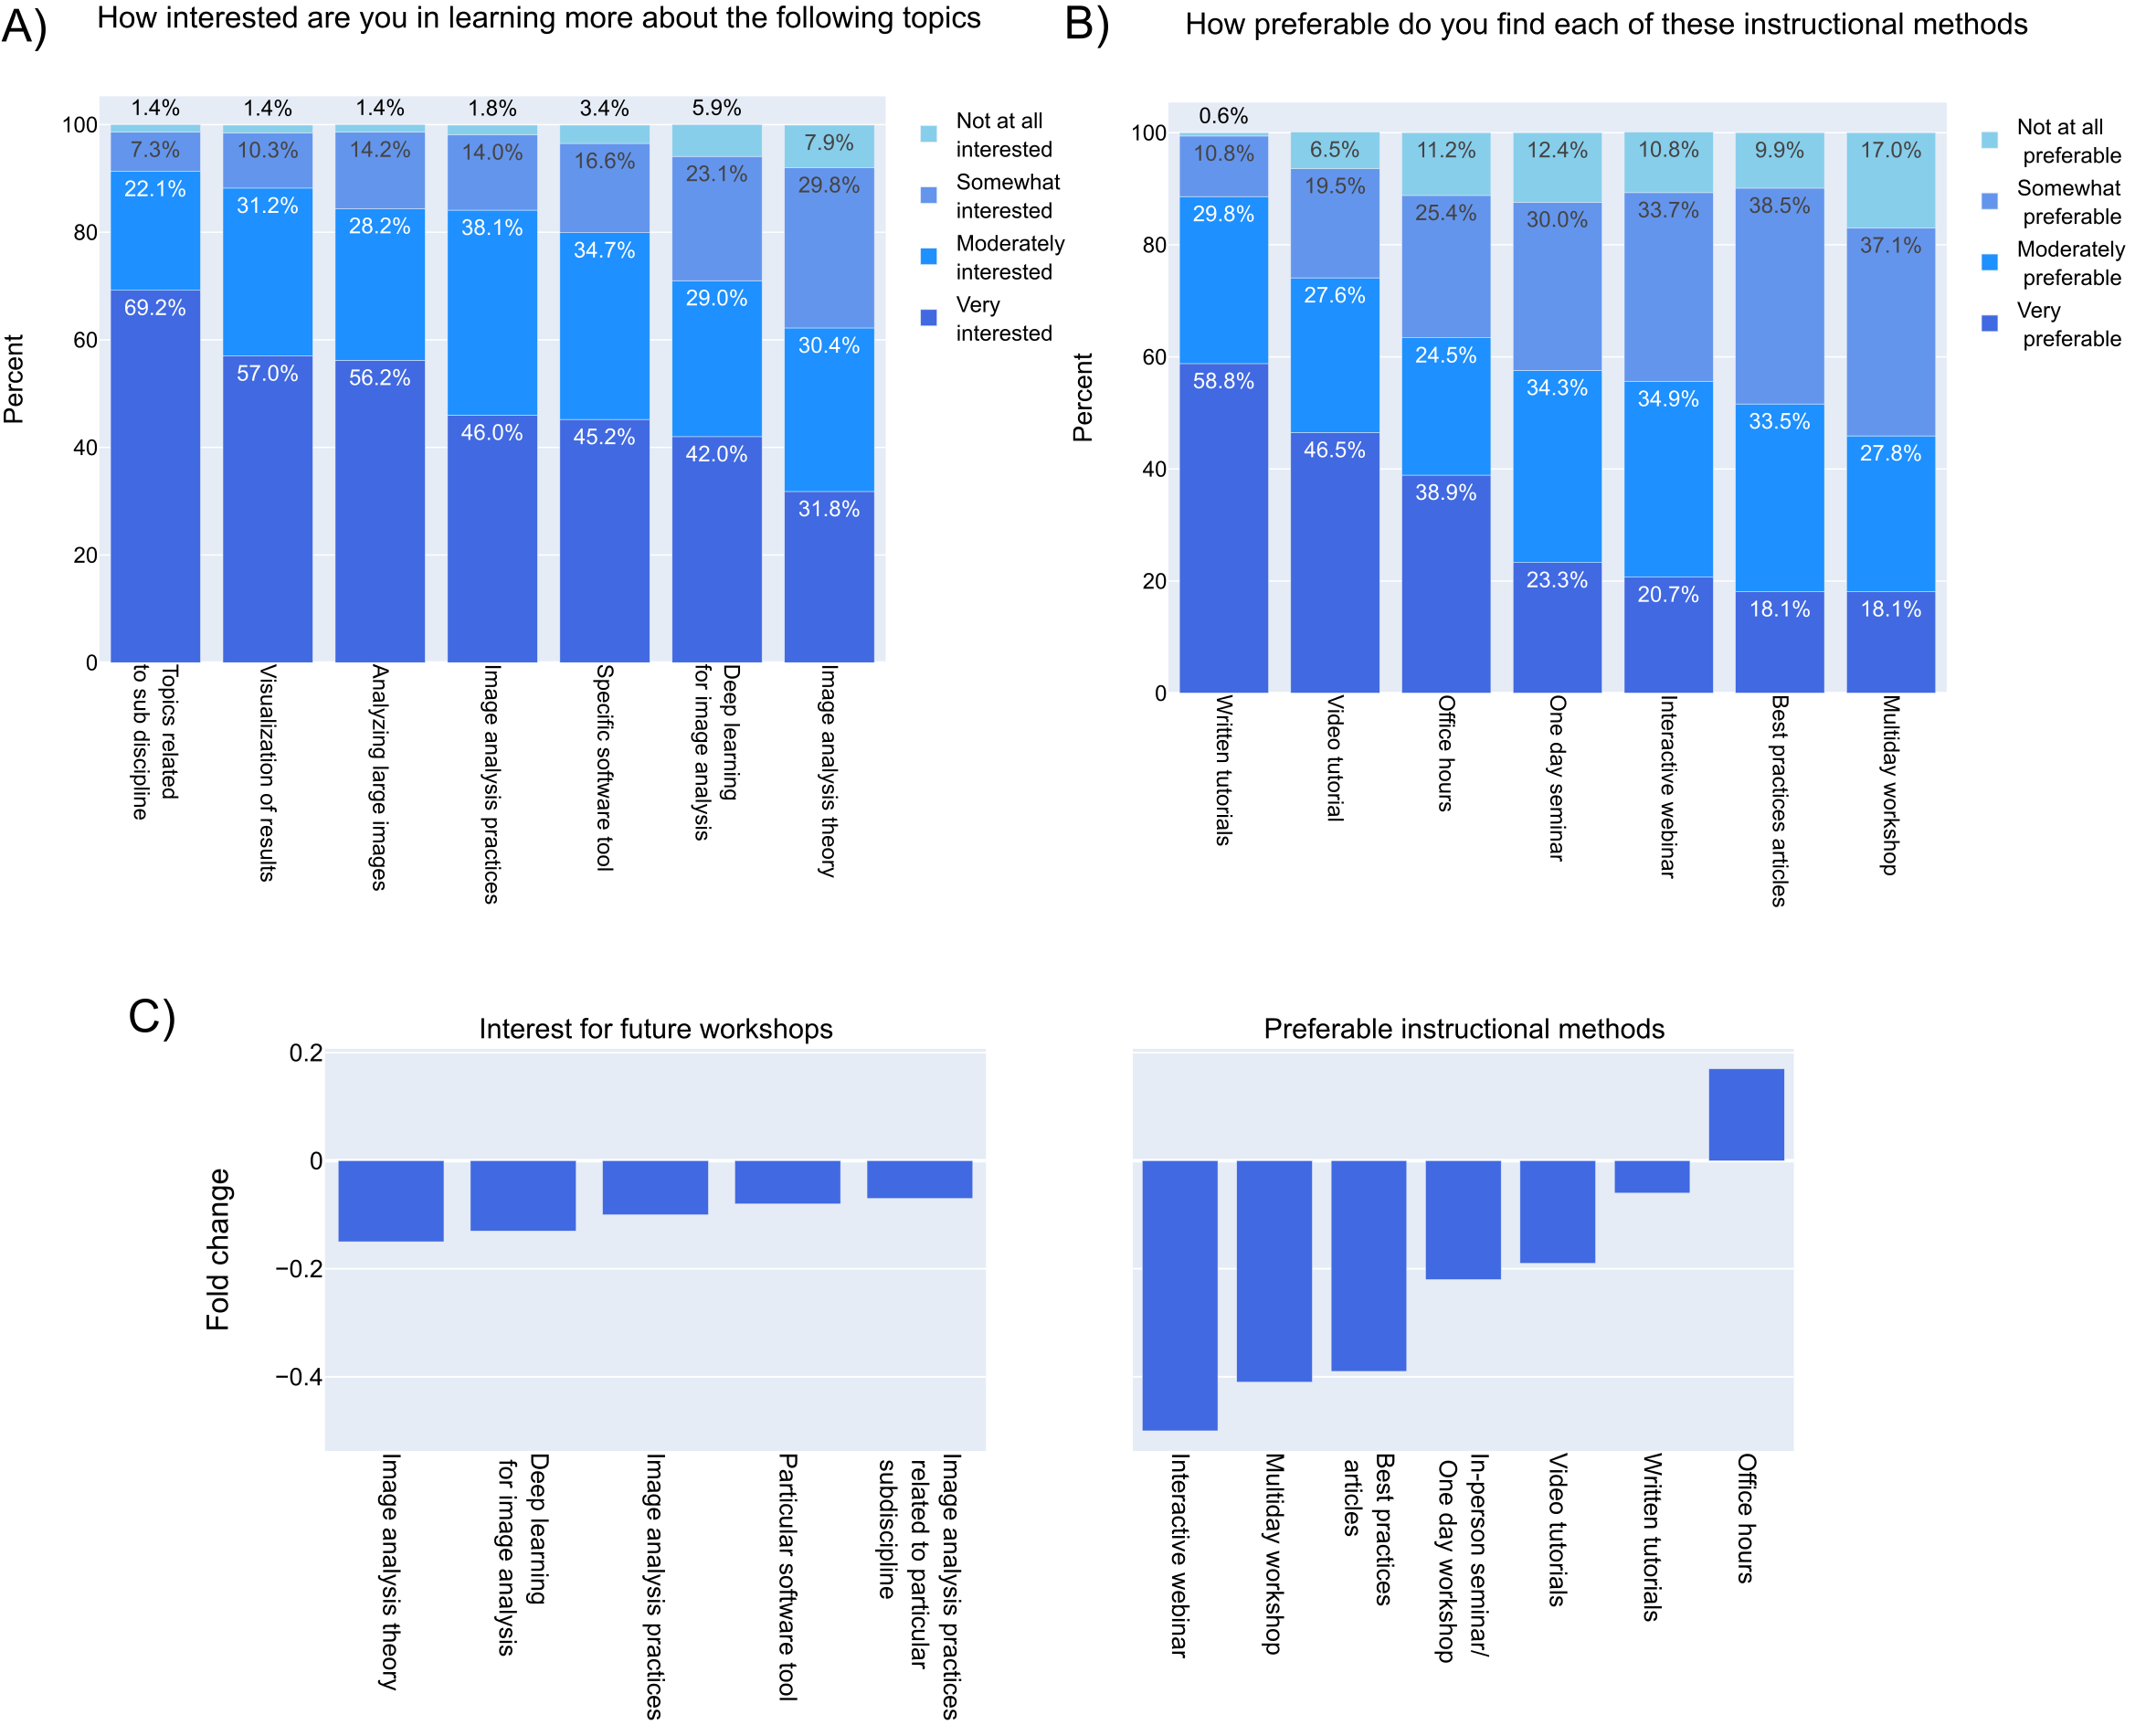 A)
How interested are you in learning more about the following topics
Percent
100
80
60
40
20
0
1.4%
7.3%
22.1%
69.2%
1.4%
10.3%
31.2%
57.0%
1.4%
14.2%
28.2%
56.2%
1.8%
14.0%
38.1%
46.0%
3.4%
16.6%
34.7%
45.2%
5.9%
23.1%
29.0%
42.0%
7.9%
29.8%
30.4%
31.8%
Topics related
to sub discipline
Visualization of results
Analyzing large images
Image analysis practices
Specific software tool
Deep learning
for image analysis
Image analysis theory
Not at all
interested
Somewhat
interested
Moderately
interested
Very
interested
B)
How preferable do you find each of these instructional methods
Percent
100
80
60
40
20
0
0.6%
10.8%
29.8%
58.8%
6.5%
19.5%
27.6%
46.5%
11.2%
25.4%
24.5%
38.9%
12.4%
30.0%
34.3%
23.3%
10.8%
33.7%
34.9%
20.7%
9.9%
38.5%
33.5%
18.1%
17.0%
37.1%
27.8%
18.1%
Written tutorials
Video tutorial
Office hours
One day seminar
Interactive webinar
Best practices articles
Multiday workshop
Not at all
preferable
Somewhat
preferable
Moderately
preferable
Very
preferable
C)
Interest for future workshops
Fold change
0.2
0
−0.2
−0.4
Image analysis theory
Deep learning
for image analysis
Image analysis practices
Particular software tool
Image analysis practices
related to particular
subdiscipline
Preferable instructional methods
Interactive webinar
Multiday workshop
Best practices
articles
In-person seminar/
One day workshop
Video tutorials
Written tutorials
Office hours